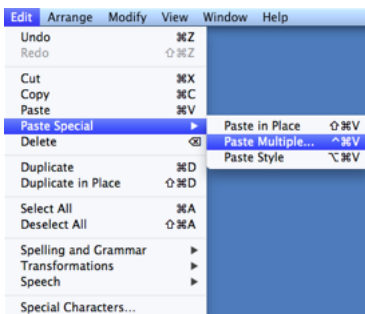 Edit Arrange Modify View Window Help
Undo ⌘Z
Redo ⇧⌘Z
Cut ⌘X
Copy ⌘C
Paste ⌘V
Paste Special ▶
Paste in Place ⇧⌘V
Delete ⌫
Paste Multiple... ^⌘V
Paste Style ⌥⌘V
Duplicate ⌘D
Duplicate in Place ⇧⌘D
Select All ⌘A
Deselect All ⇧⌘A
Spelling and Grammar ▶
Transformations ▶
Speech ▶
Special Characters...